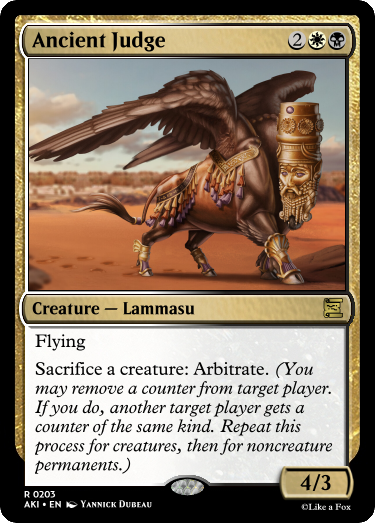 Ancient Judge 2
Creature — Lammasu
Flying
Sacrifice a creature: Arbitrate. (You
may remove a counter from target player.
If you do, another target player gets a
counter of the same kind. Repeat this
process for creatures, then for noncreature
permanents.)
4/3
R 0203
AKI • EN YANNICK DUBEAU
©Like a Fox